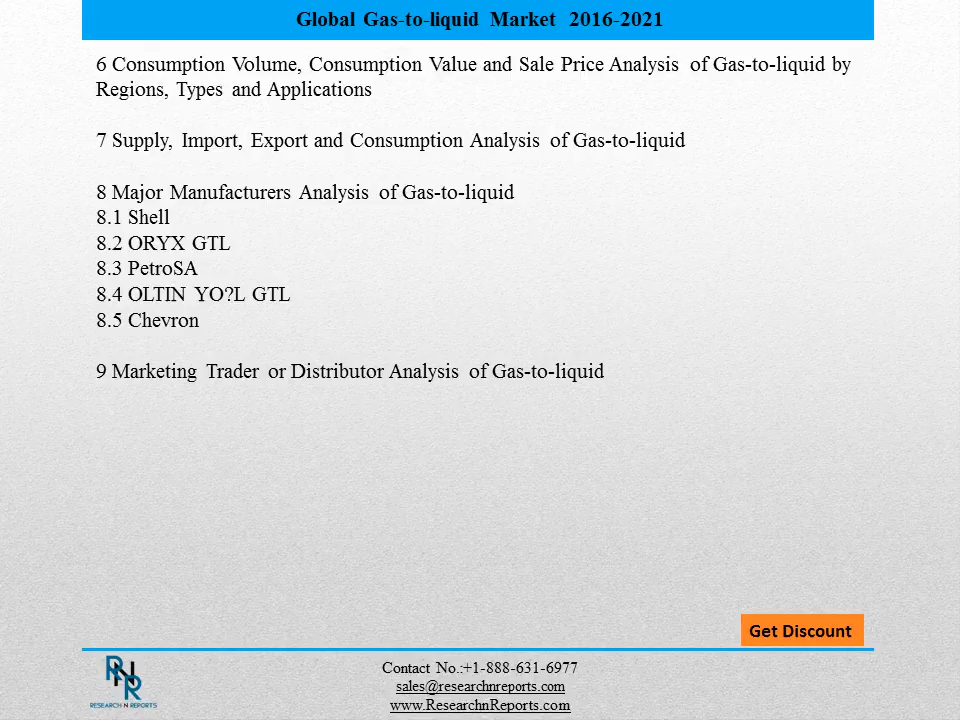 Global Gas-to-liquid Market 2016-2021
6 Consumption Volume, Consumption Value and Sale Price Analysis of Gas-to-liquid by
Regions, Types and Applications
7 Supply, Import, Export and Consumption Analysis of Gas-to-liquid
8 Major Manufacturers Analysis of Gas-to-liquid
8.1 Shell
8.2 ORYX GTL
8.3 PetroSA
8.4 OLTIN YO?L GTL
8.5 Chevron
9 Marketing Trader or Distributor Analysis of Gas-to-liquid
Get Discount
RNR
RESEARCH N REPORTS
Contact No.:+1-888-631-6977
sales@researchnreports.com
www.ResearchnReports.com